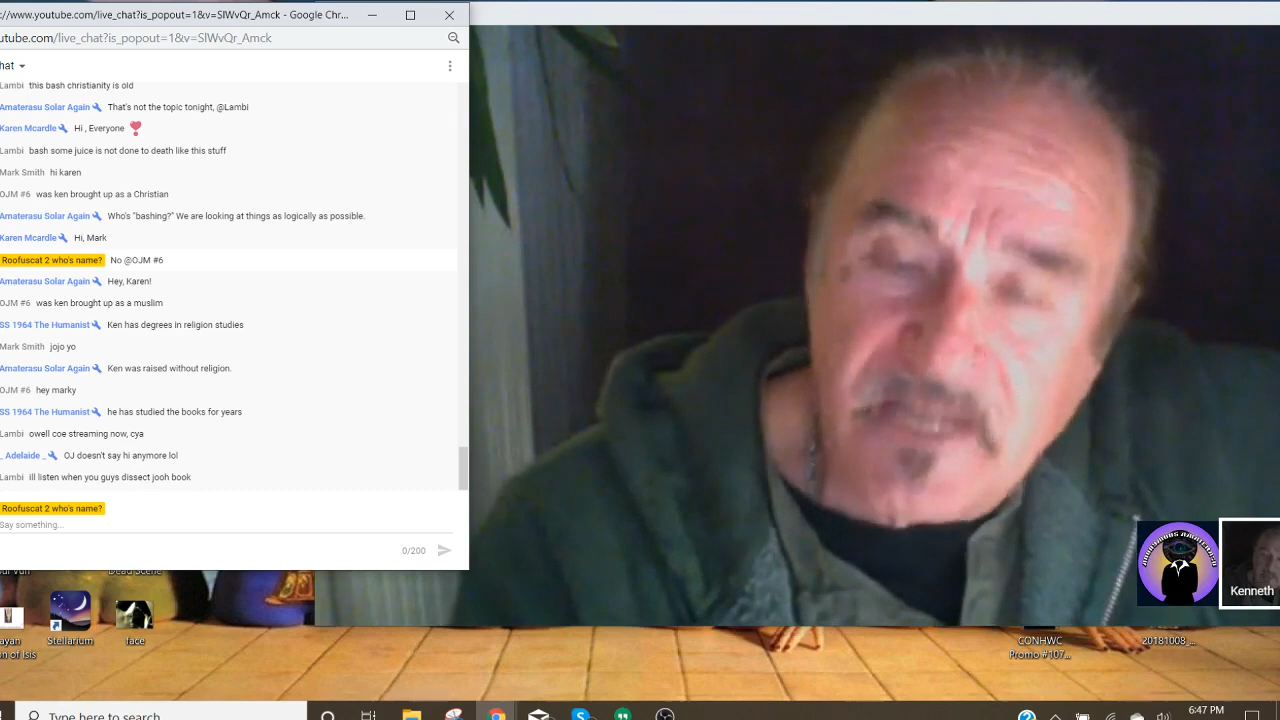 ://www.youtube.com/live_chat?is_popout=1&v=SlWvQr_Amck - Google Chr...
utube.com/live_chat?is_popout=1&v=SlWvQr_Amck
hat
Lambi this bash christianity is old
Amaterasu Solar Again That's not the topic tonight, @Lambi
Karen Mcardle Hi , Everyone
Lambi bash some juice is not done to death like this stuff
Mark Smith hi karen
OJM #6 was ken brought up as a Christian
Amaterasu Solar Again Who's "bashing?" We are looking at things as logically as possible.
Karen Mcardle Hi, Mark
Roofuscat 2 who's name? No @OJM #6
Amaterasu Solar Again Hey, Karen!
OJM #6 was ken brought up as a muslim
SS 1964 The Humanist Ken has degrees in religion studies
Mark Smith jojo yo
Amaterasu Solar Again Ken was raised without religion.
OJM #6 hey marky
SS 1964 The Humanist he has studied the books for years
Lambi owell coe streaming now, cya
_ Adelaide _ OJ doesn't say hi anymore lol
Lambi ill listen when you guys dissect jooh book
Roofuscat 2 who's name?
Say something...
0/200
Dead Scene
ayan
on of Isis
Stellarium
face
Kenneth
CONHWC
Promo #107...
20181008_...
Type here to search
6:47 PM